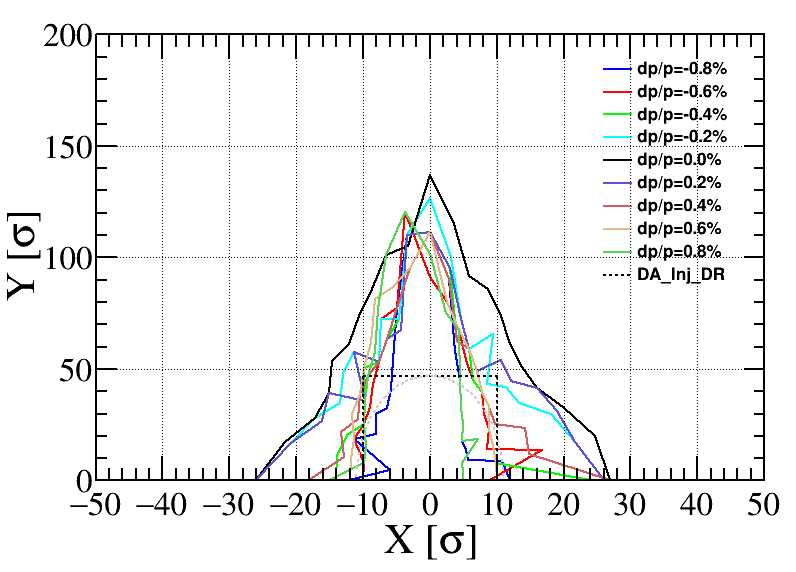 200
150
100
50
0
Y [σ]
dp/p=-0.8%
dp/p=-0.6%
dp/p=-0.4%
dp/p=-0.2%
dp/p=0.0%
dp/p=0.2%
dp/p=0.4%
dp/p=0.6%
dp/p=0.8%
DA_Inj_DR
−50 −40 −30 −20 −10 0 10 20 30 40 50
X [σ]